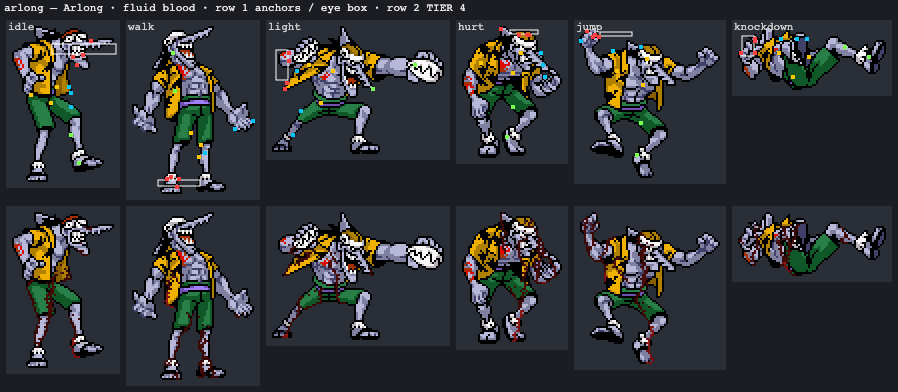 arlong — Arlong · fluid blood · row 1 anchors / eye box · row 2 TIER 4
idle
walk
light
hurt
jump
knockdown